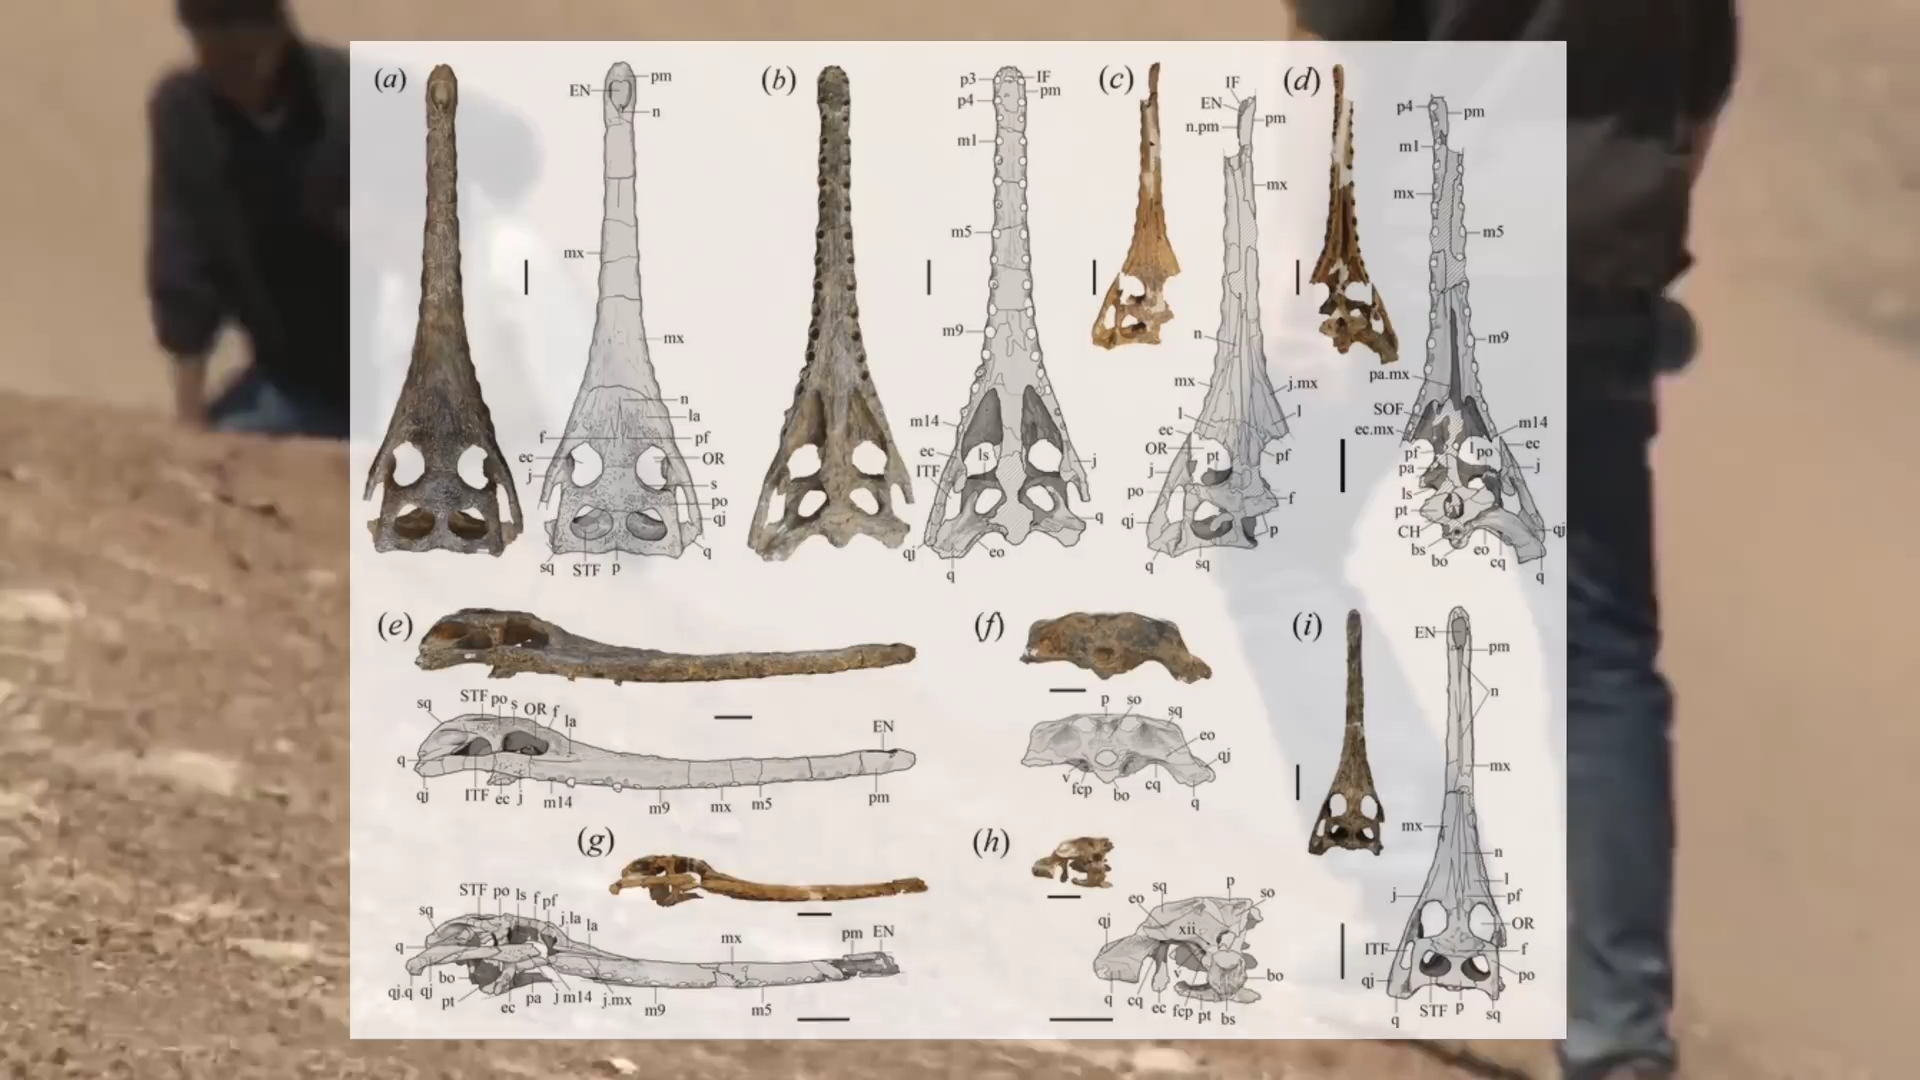 (a)
pm
EN
n
mx
mx
n
la
f
pf
ec
OR
j
s
po
qj
q
sq
STF
p
(b)
p3
IF
pm
p4
m1
m5
m9
m14
ec
ls
ITF
j
q
qj
eo
q
(c)
IF
EN
pm
n.pm
mx
n
mx
j.mx
l
l
ec
OR
pt
pf
j
po
f
qj
p
q
sq
(d)
p4
pm
m1
mx
m5
m9
pa.mx
SOF
m14
ec.mx
ec
pf
l
po
pa
j
ls
pt
CH
qj
bs
eo
bo
cq
q
(e)
STF
po
s
OR
f
la
sq
EN
q
qj
ITF
ec
j
m14
m9
mx
m5
pm
(f)
p
so
sq
eo
qj
v
fcp
bo
cq
q
(g)
STF
po
ls
f
pf
j.la
la
sq
mx
pm
EN
q
bo
qj.q
qj
pt
ec
pa
j
m14
j.mx
m9
m5
(h)
sq
p
so
eo
qj
xii
v
bo
q
cq
ec
fcp
pt
bs
(i)
EN
pm
n
mx
mx
n
l
j
pf
OR
ITF
f
qj
po
q
STF
p
sq